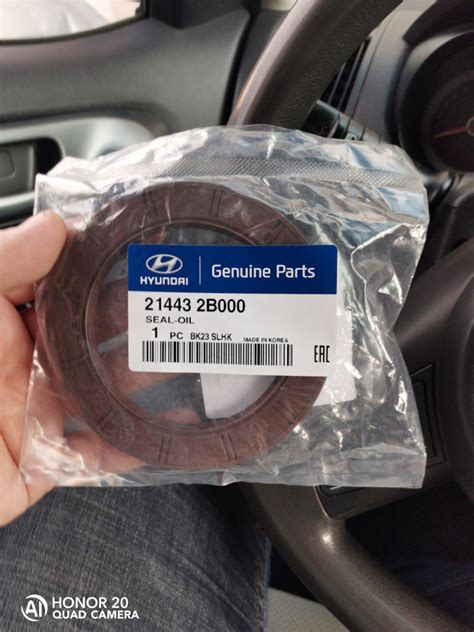 HYUNDAI
Genuine Parts
21443 2B000
SEAL-OIL
1 PC BK23 SLHK MADE IN KOREA
EAC
HONOR 20
QUAD CAMERA